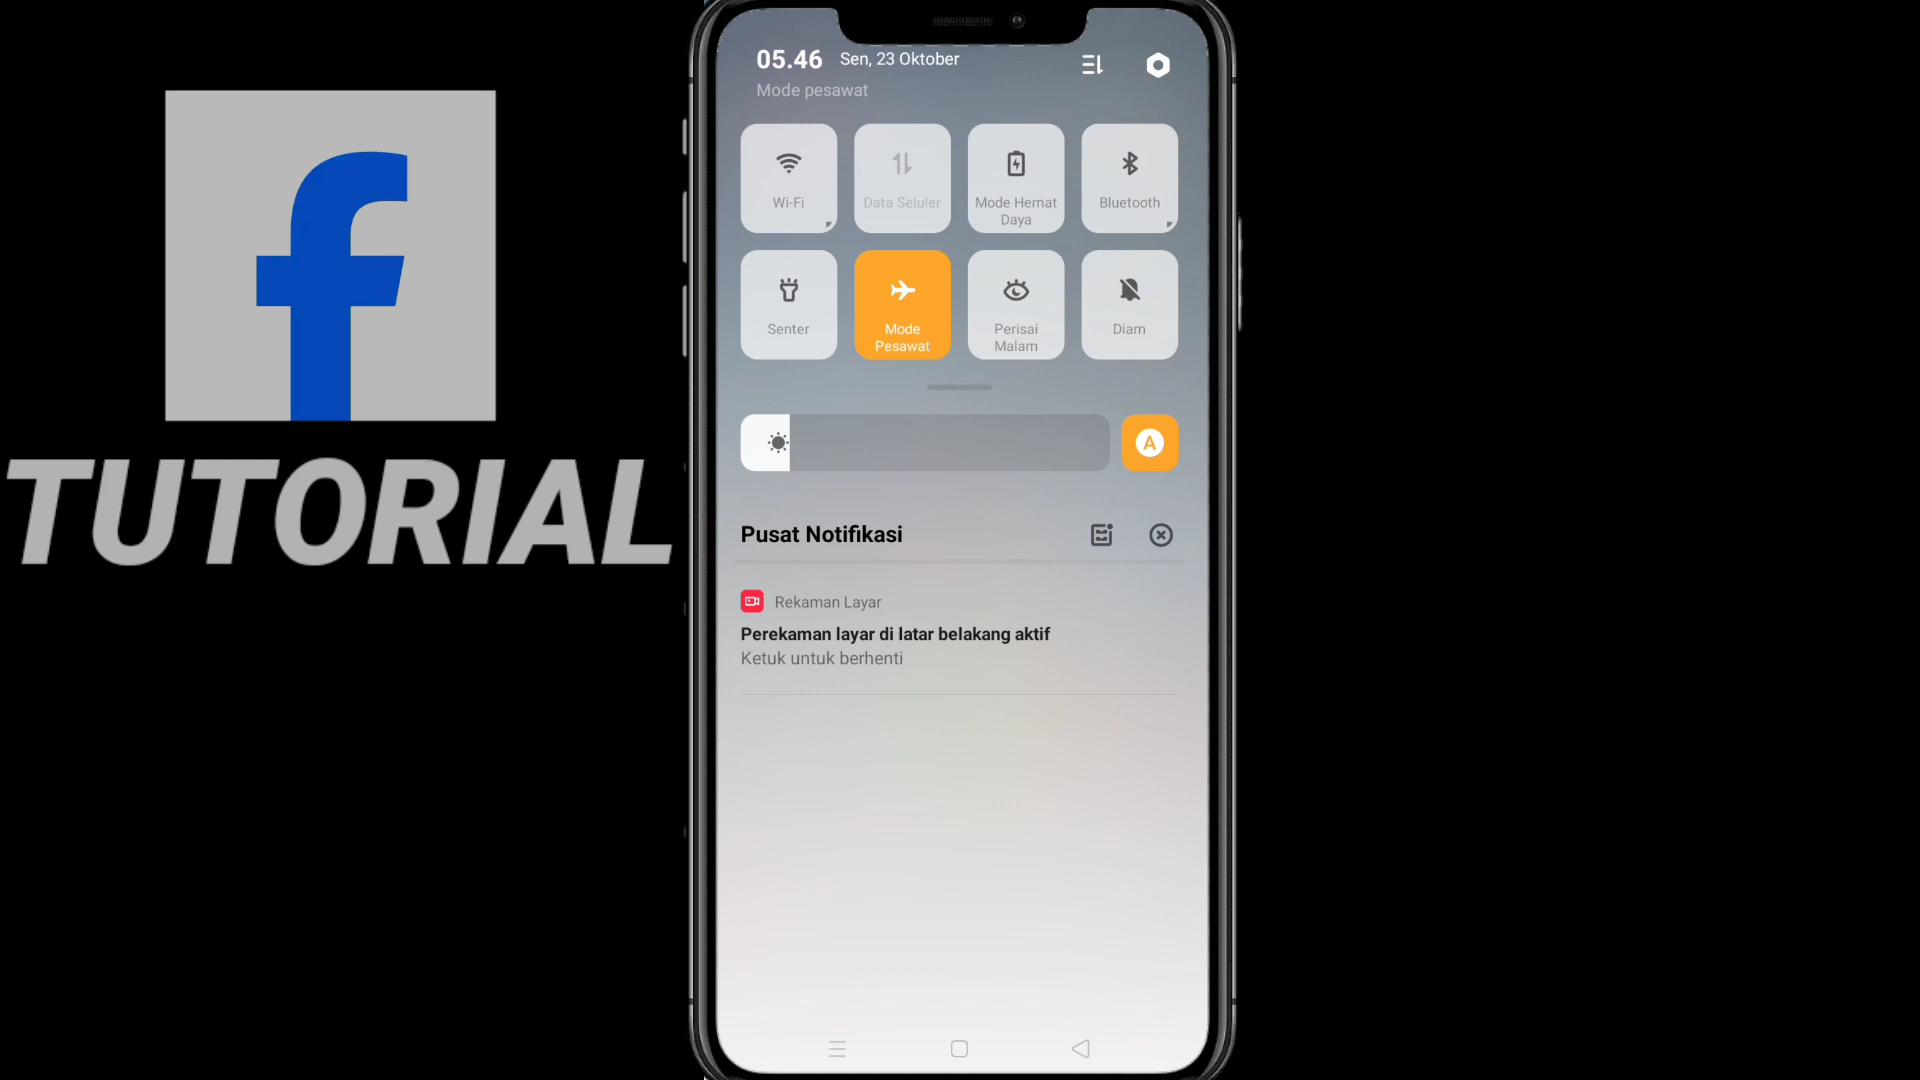 05.46 Sen, 23 Oktober
Mode pesawat
Wi-Fi
Data Seluler
Mode Hemat
Daya
Bluetooth
Senter
Mode
Pesawat
Perisai
Malam
Diam
A
Pusat Notifikasi
Rekaman Layar
Perekaman layar di latar belakang aktif
Ketuk untuk berhenti
f
TUTORIAL